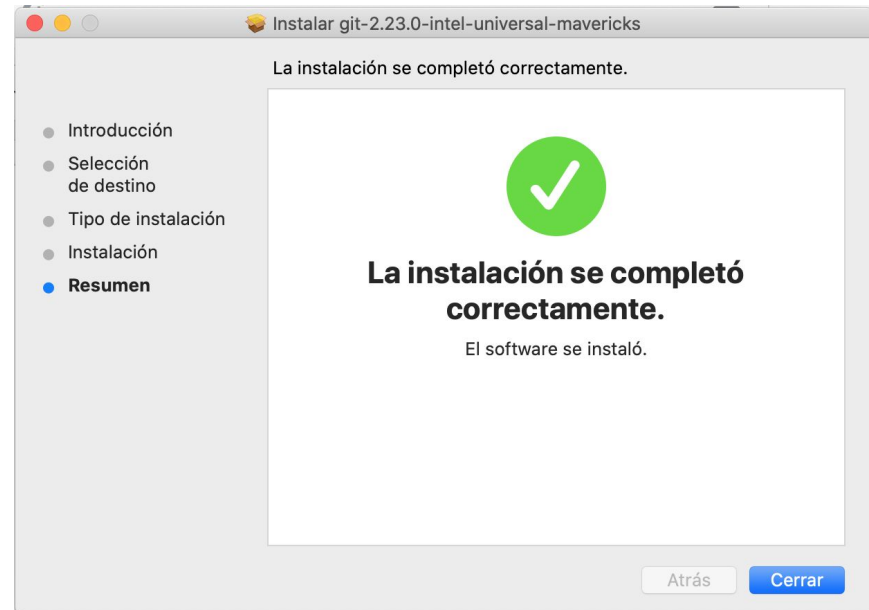 Instalar git-2.23.0-intel-universal-mavericks
La instalación se completó correctamente.
Introducción
Selección
de destino
Tipo de instalación
Instalación
Resumen
La instalación se completó
correctamente.
El software se instaló.
Atrás
Cerrar